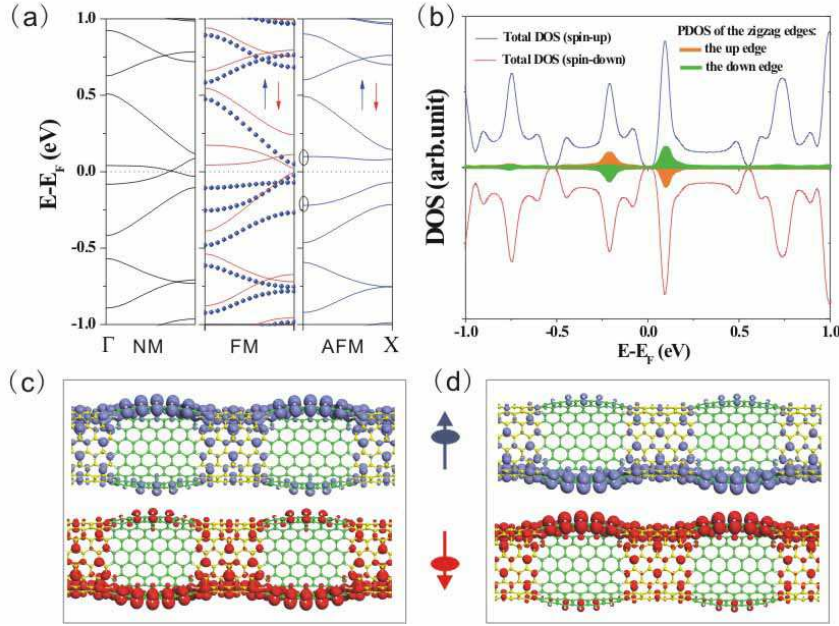 (a)
1.0
0.5
0.0
-0.5
-1.0
E-E_F (eV)
Γ NM FM AFM X
(b)
Total DOS (spin-up)
Total DOS (spin-down)
PDOS of the zigzag edges:
the up edge
the down edge
DOS (arb.unit)
-1.0 -0.5 0.0 0.5 1.0
E-E_F (eV)
(c)
(d)